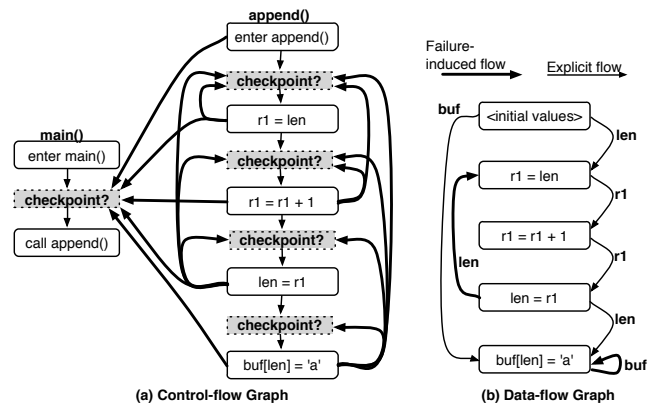 append()
enter append()
checkpoint?
r1 = len
checkpoint?
r1 = r1 + 1
checkpoint?
len = r1
checkpoint?
buf[len] = 'a'
main()
enter main()
checkpoint?
call append()
(a) Control-flow Graph
Failure-
induced flow
Explicit flow
buf
<initial values>
len
r1 = len
r1
r1 = r1 + 1
r1
len
len = r1
len
buf[len] = 'a'
buf
(b) Data-flow Graph